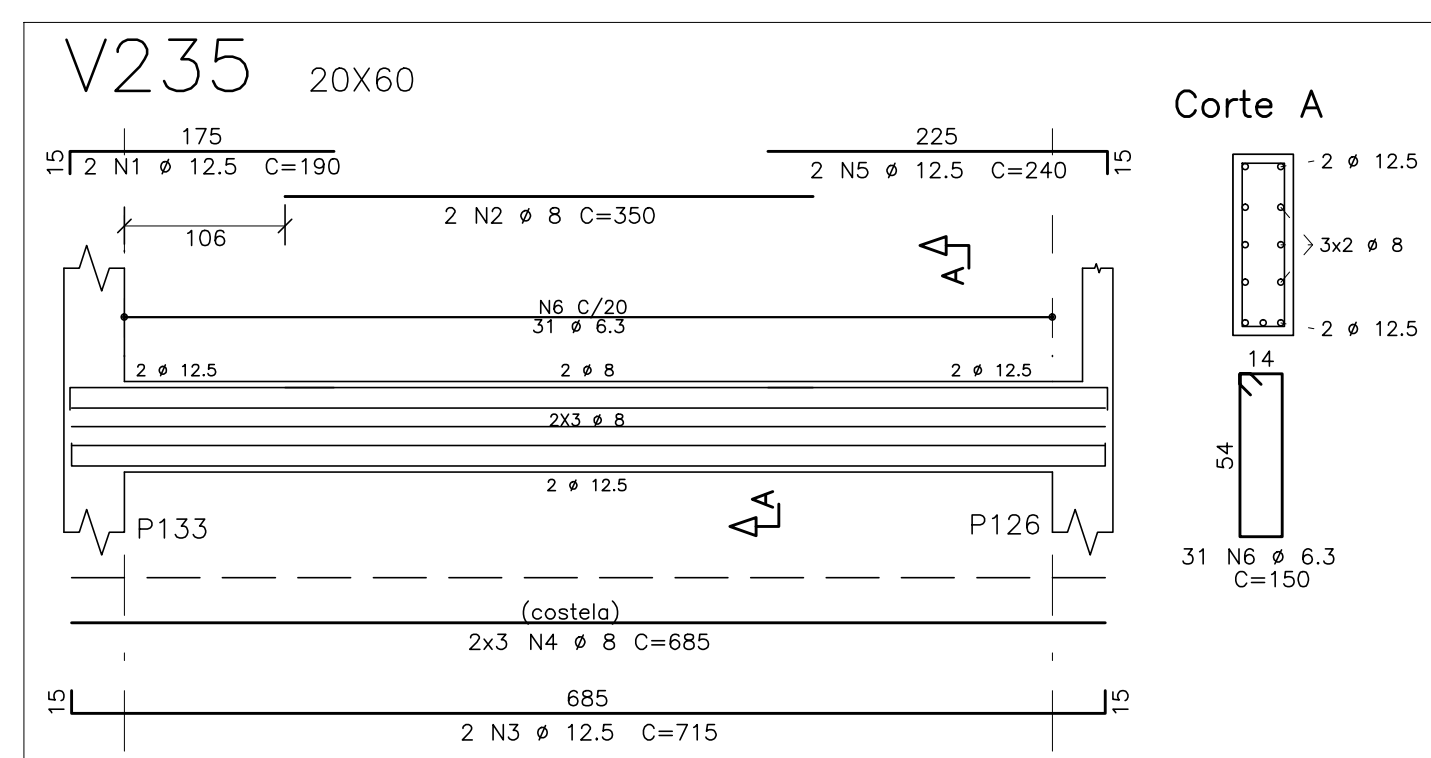 V235 20X60
Corte A
175 225
15 2 N1 ø 12.5 C=190 2 N5 ø 12.5 C=240 15
2 ø 12.5
2 N2 ø 8 C=350
106
3x2 ø 8
A
N6 C/20
31 ø 6.3
2 ø 12.5
2 ø 12.5 2 ø 8 2 ø 12.5
14
2X3 ø 8
54
2 ø 12.5
A
P133 P126
31 N6 ø 6.3
C=150
(costela)
2x3 N4 ø 8 C=685
15 685 15
2 N3 ø 12.5 C=715